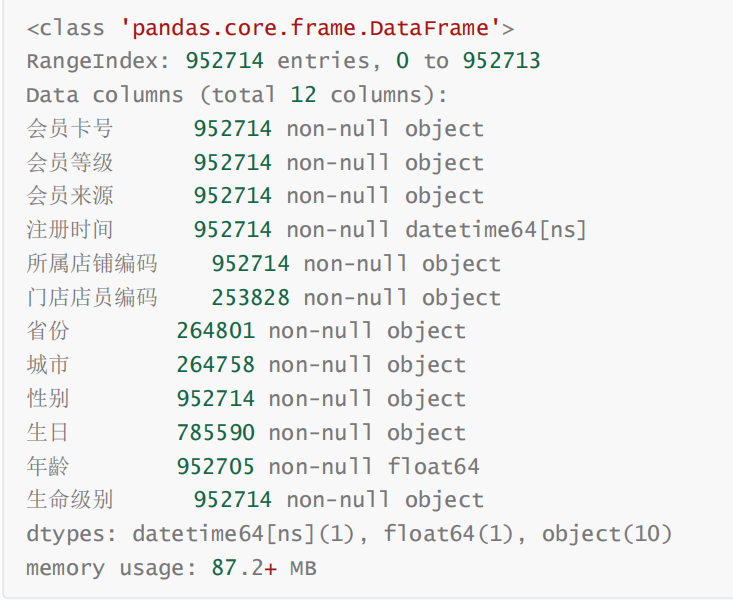 <class 'pandas.core.frame.DataFrame'>
RangeIndex: 952714 entries, 0 to 952713
Data columns (total 12 columns):
会员卡号 952714 non-null object
会员等级 952714 non-null object
会员来源 952714 non-null object
注册时间 952714 non-null datetime64[ns]
所属店铺编码 952714 non-null object
门店店员编码 253828 non-null object
省份 264801 non-null object
城市 264758 non-null object
性别 952714 non-null object
生日 785590 non-null object
年龄 952705 non-null float64
生命级别 952714 non-null object
dtypes: datetime64[ns](1), float64(1), object(10)
memory usage: 87.2+ MB